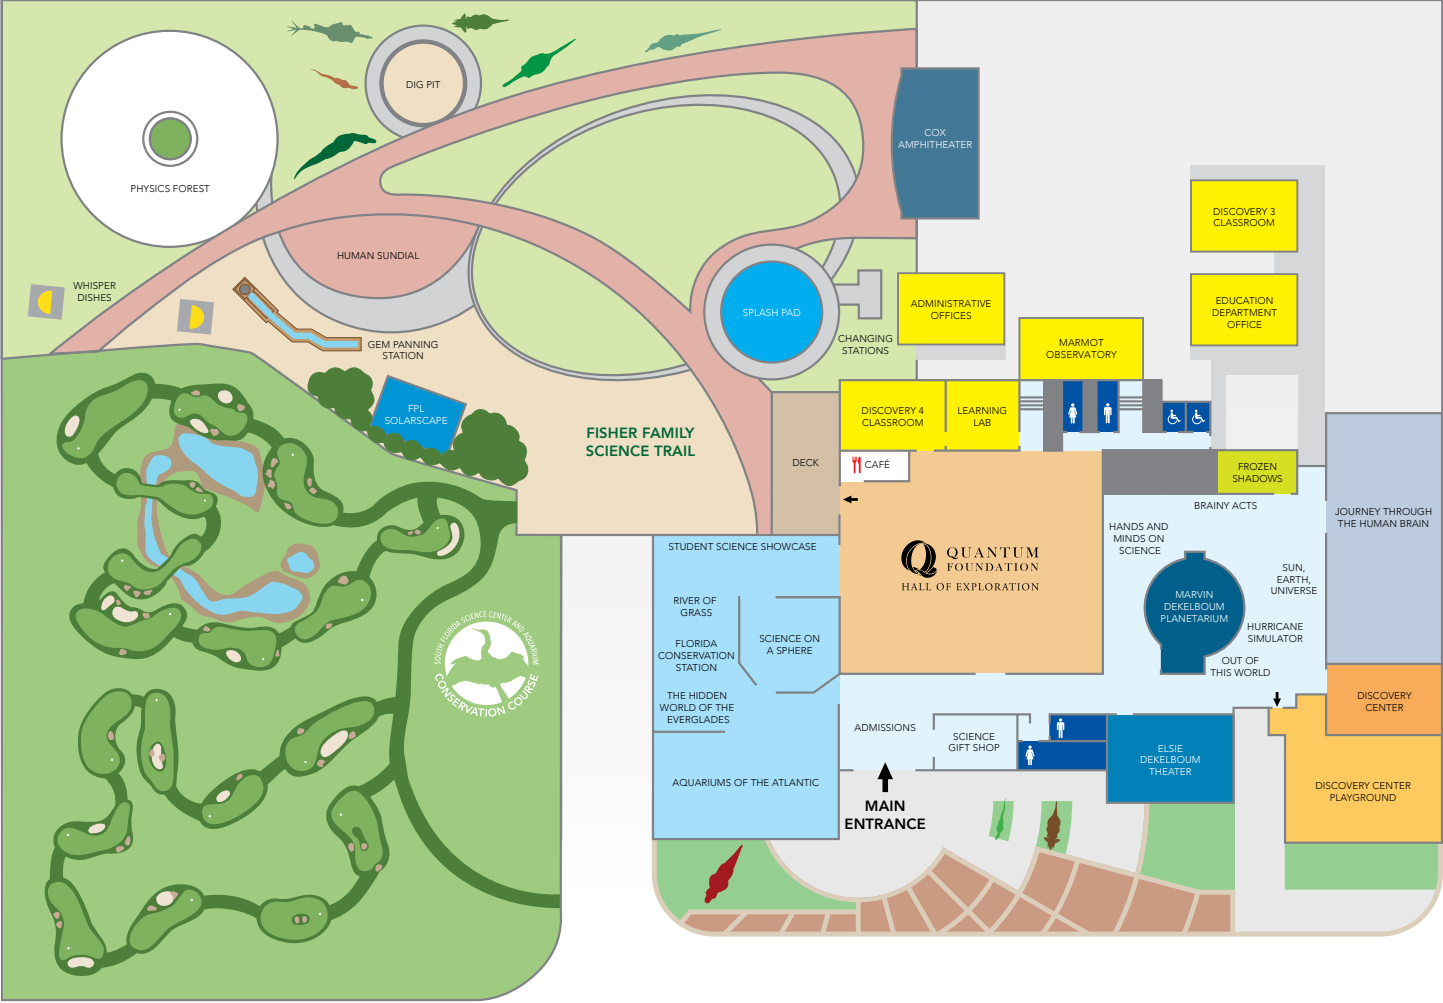 DIG PIT
PHYSICS FOREST
COX
AMPHITHEATER
HUMAN SUNDIAL
WHISPER
DISHES
GEM PANNING
STATION
SPLASH PAD
CHANGING
STATIONS
DISCOVERY 3
CLASSROOM
EDUCATION
DEPARTMENT
OFFICE
ADMINISTRATIVE
OFFICES
MARMOT
OBSERVATORY
FPL
SOLARSCAPE
FISHER FAMILY
SCIENCE TRAIL
DECK
DISCOVERY 4
CLASSROOM
LEARNING
LAB
CAFÉ
FROZEN
SHADOWS
BRAINY ACTS
HANDS AND
MINDS ON
SCIENCE
JOURNEY THROUGH
THE HUMAN BRAIN
STUDENT SCIENCE SHOWCASE
QUANTUM
FOUNDATION
HALL OF EXPLORATION
SUN,
EARTH,
UNIVERSE
MARVIN
DEKELBOUM
PLANETARIUM
HURRICANE
SIMULATOR
OUT OF
THIS WORLD
RIVER OF
GRASS
SCIENCE ON
A SPHERE
FLORIDA
CONSERVATION
STATION
THE HIDDEN
WORLD OF THE
EVERGLADES
SOUTH FLORIDA SCIENCE CENTER AND AQUARIUM
CONSERVATION COURSE
ADMISSIONS
SCIENCE
GIFT SHOP
ELSIE
DEKELBOUM
THEATER
DISCOVERY
CENTER
DISCOVERY CENTER
PLAYGROUND
AQUARIUMS OF THE ATLANTIC
MAIN
ENTRANCE